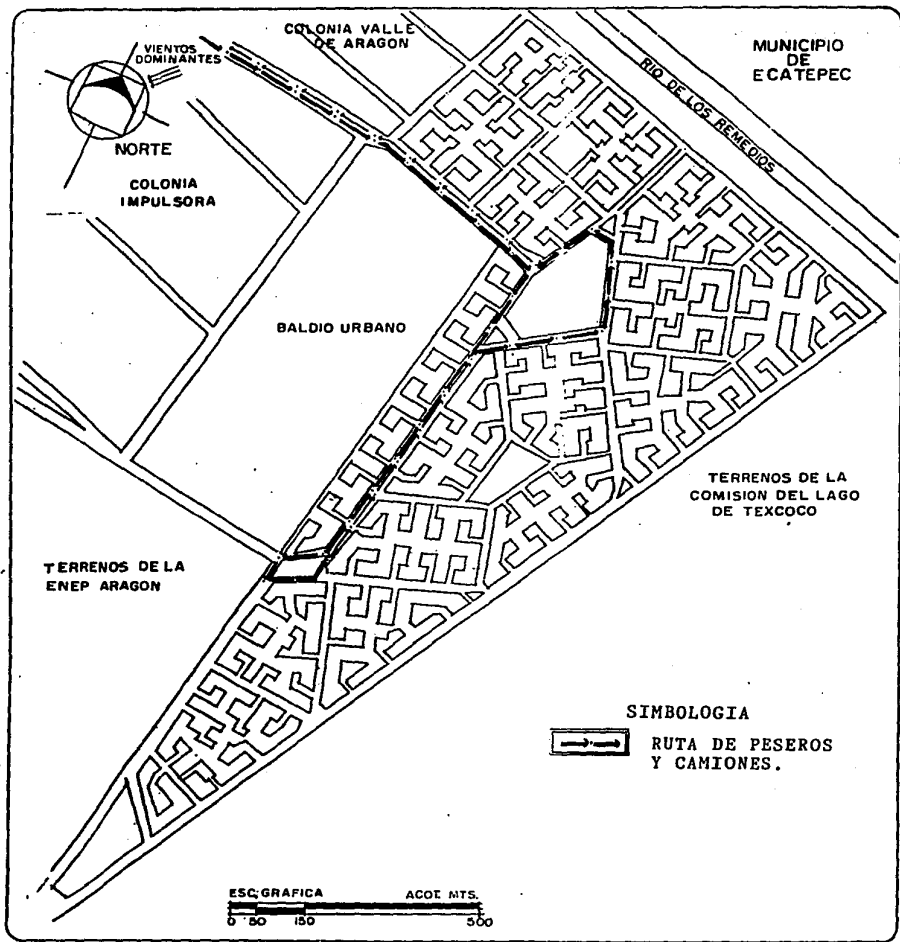 COLONIA VALLE
DE ARAGON
MUNICIPIO
DE
ECATEPEC
VIENTOS
DOMINANTES
RIO DE LOS REMEDIOS
NORTE
COLONIA
IMPULSORA
BALDIO URBANO
TERRENOS DE LA
COMISION DEL LAGO
DE TEXCOCO
TERRENOS DE LA
ENEP ARAGON
SIMBOLOGIA
RUTA DE PESEROS
Y CAMIONES.
ESC. GRAFICA ACOT. MTS.
0 50 150 500